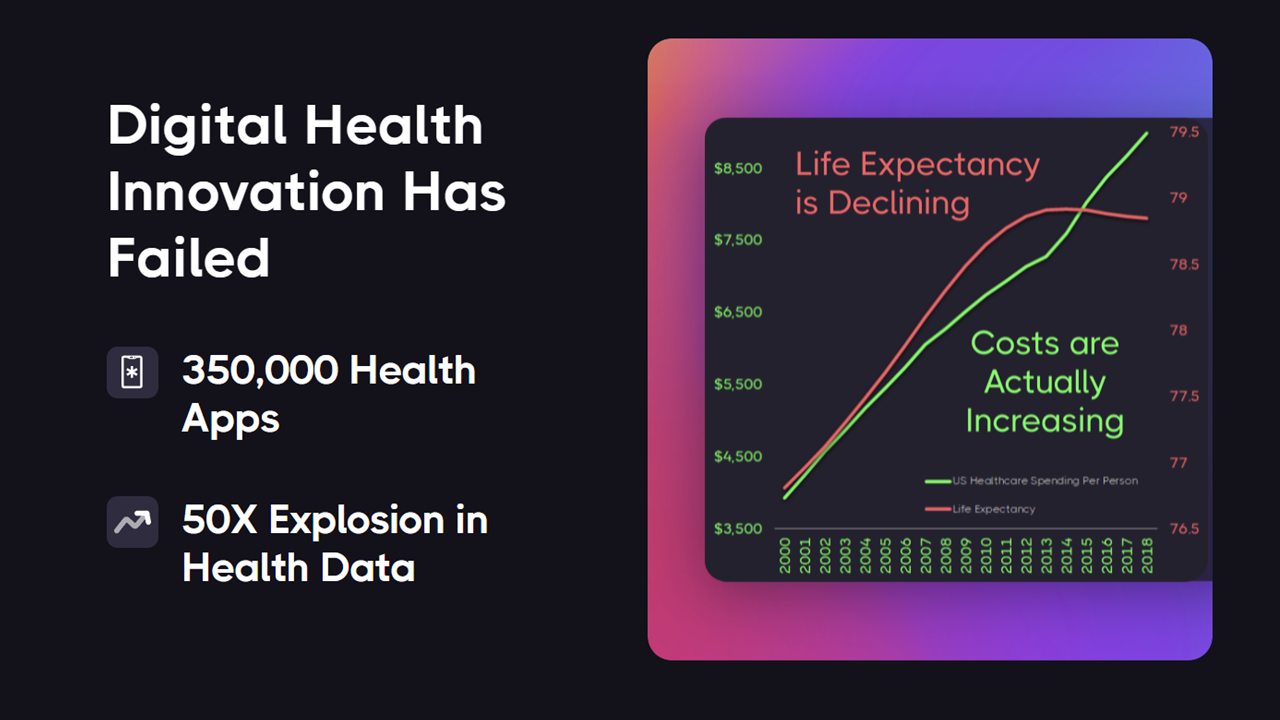 Digital Health
Innovation Has
Failed
350,000 Health
Apps
50X Explosion in
Health Data
Life Expectancy
is Declining
Costs are
Actually
Increasing
$8,500
$7,500
$6,500
$5,500
$4,500
$3,500
79.5
79
78.5
78
77.5
77
76.5
US Healthcare Spending Per Person
Life Expectancy
2000
2001
2002
2003
2004
2005
2006
2007
2008
2009
2010
2011
2012
2013
2014
2015
2016
2017
2018